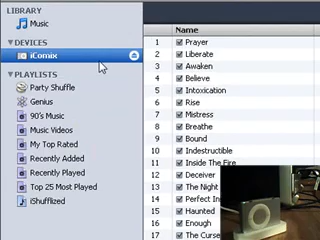 LIBRARY
Music
DEVICES
iComix
PLAYLISTS
Party Shuffle
Genius
90's Music
Music Videos
My Top Rated
Recently Added
Recently Played
Top 25 Most Played
iShufflized
Name
1 Prayer
2 Liberate
3 Awaken
4 Believe
5 Intoxication
6 Rise
7 Mistress
8 Breathe
9 Bound
10 Indestructible
11 Inside The Fire
12 Deceiver
13 The Night
14 Perfect In
15 Haunted
16 Enough
17 The Curse